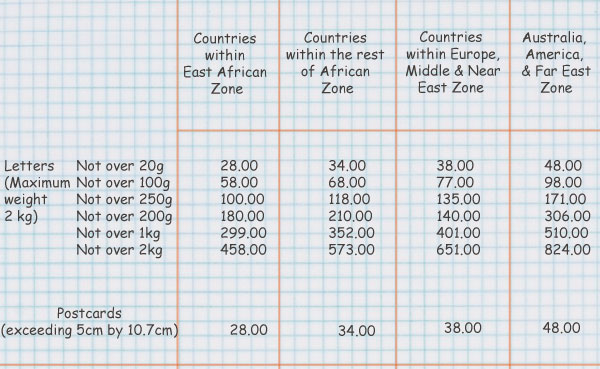 Countries within East African Zone
Countries within the rest of African Zone
Countries within Europe, Middle & Near East Zone
Australia, America, & Far East Zone
Letters Not over 20g 28.00 34.00 38.00 48.00
(Maximum Not over 100g 58.00 68.00 77.00 98.00
weight Not over 250g 100.00 118.00 135.00 171.00
2 kg) Not over 200g 180.00 210.00 140.00 306.00
Not over 1kg 299.00 352.00 401.00 510.00
Not over 2kg 458.00 573.00 651.00 824.00
Postcards
(exceeding 5cm by 10.7cm) 28.00 34.00 38.00 48.00